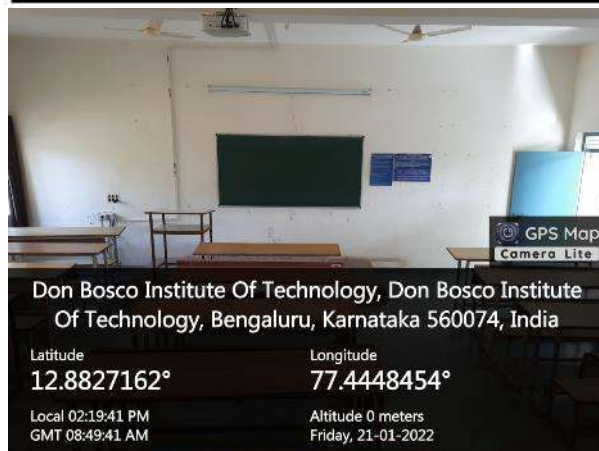 GPS Map
Camera Lite
Don Bosco Institute Of Technology, Don Bosco Institute
Of Technology, Bengaluru, Karnataka 560074, India
Latitude
12.8827162°
Longitude
77.4448454°
Local 02:19:41 PM
GMT 08:49:41 AM
Altitude 0 meters
Friday, 21-01-2022